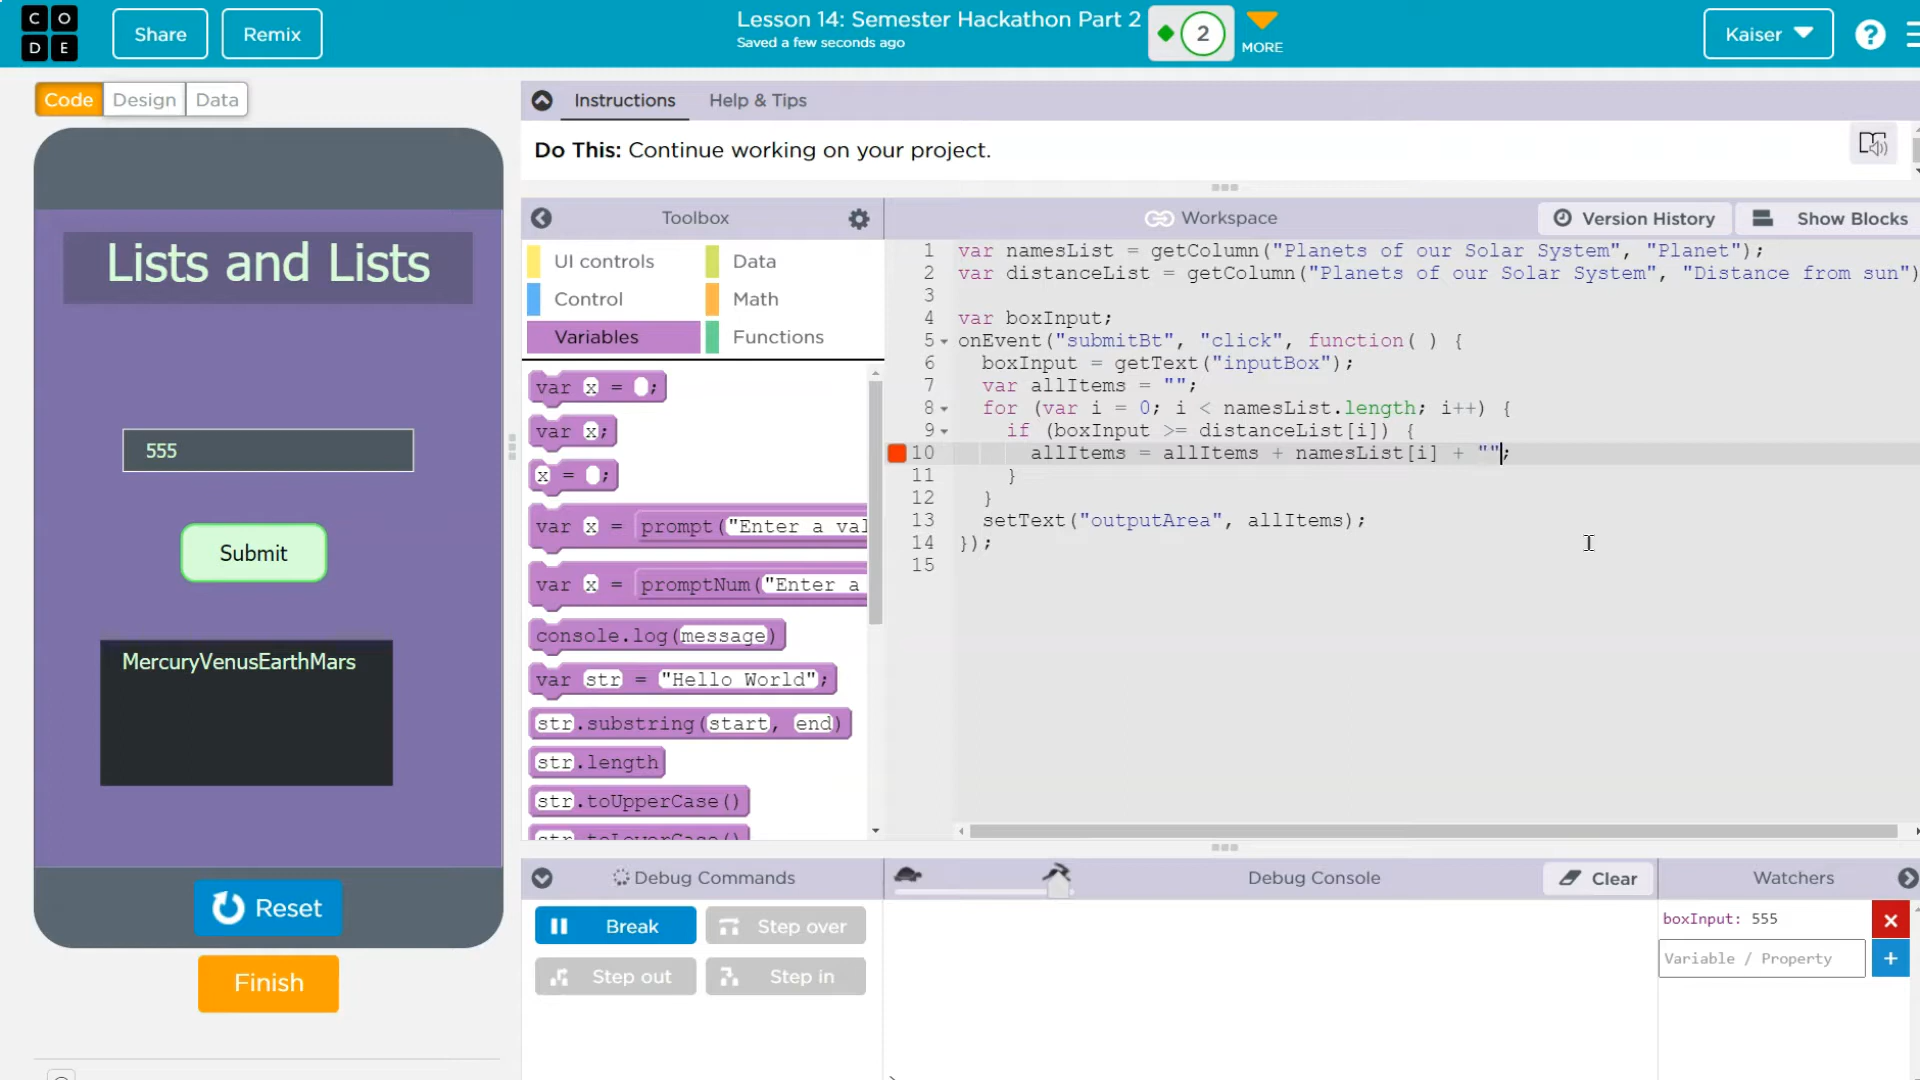 CODE
Share
Remix
Lesson 14: Semester Hackathon Part 2
Saved a few seconds ago
2
MORE
Kaiser
?
Code
Design
Data
Instructions
Help & Tips
Do This: Continue working on your project.
Lists and Lists
555
Submit
MercuryVenusEarthMars
Reset
Finish
Toolbox
UI controls
Data
Control
Math
Variables
Functions
var x = ;
var x;
x = ;
var x = prompt("Enter a val
var x = promptNum("Enter a
console.log(message)
var str = "Hello World";
str.substring(start, end)
str.length
str.toUpperCase()
str.toLowerCase()
Workspace
Version History
Show Blocks
1 var namesList = getColumn("Planets of our Solar System", "Planet");
2 var distanceList = getColumn("Planets of our Solar System", "Distance from sun")
3
4 var boxInput;
5 onEvent("submitBt", "click", function( ) {
6 boxInput = getText("inputBox");
7 var allItems = "";
8 for (var i = 0; i < namesList.length; i++) {
9 if (boxInput >= distanceList[i]) {
10 allItems = allItems + namesList[i] + "";
11 }
12 }
13 setText("outputArea", allItems);
14 });
15
Debug Commands
Break
Step over
Step out
Step in
Debug Console
Clear
Watchers
boxInput: 555
Variable / Property